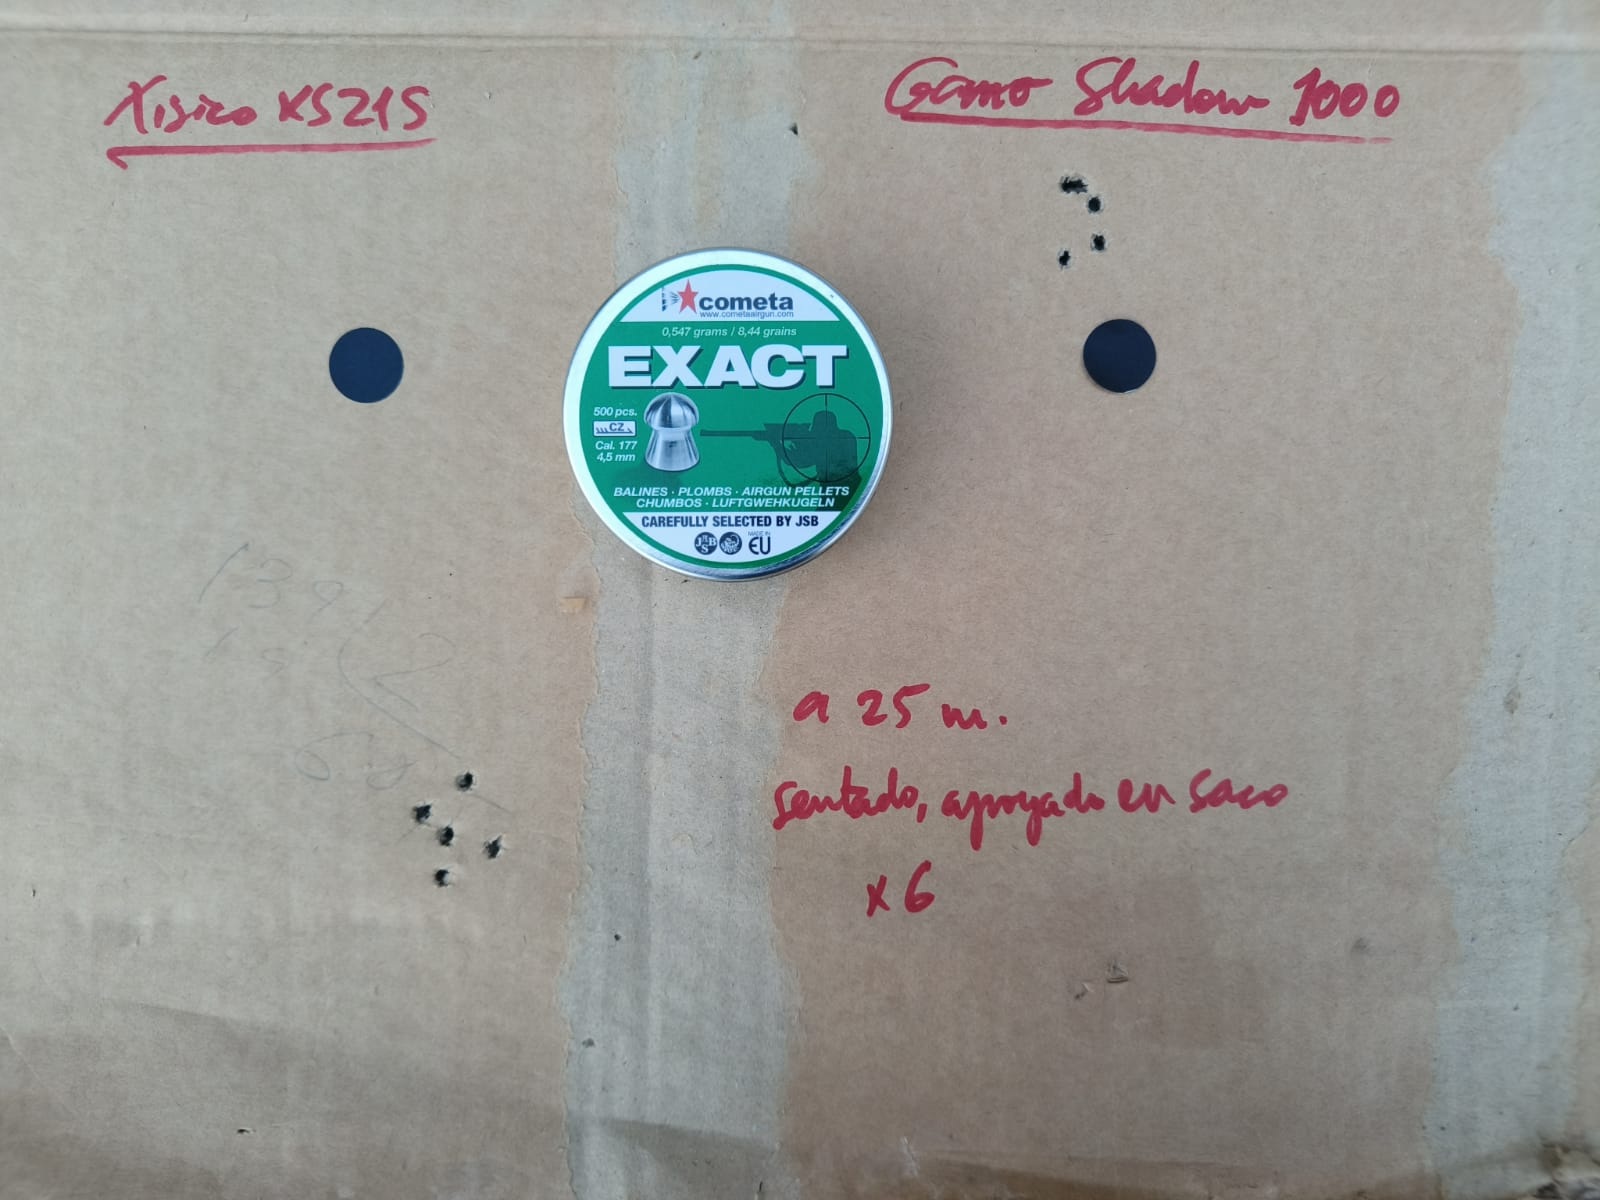 Xisico XS21S
Gamo Shadow 1000
cometa
www.cometaairgun.com
0,547 grams / 8,44 grains
EXACT
500 pcs.
CZ
Cal. 177
4,5 mm
BALINES · PLOMBS · AIRGUN PELLETS
CHUMBOS · LUFTGWEHKUGELN
CAREFULLY SELECTED BY JSB
JSB
MADE IN
EU
a 25 m.
sentado, apoyado en saco
x 6